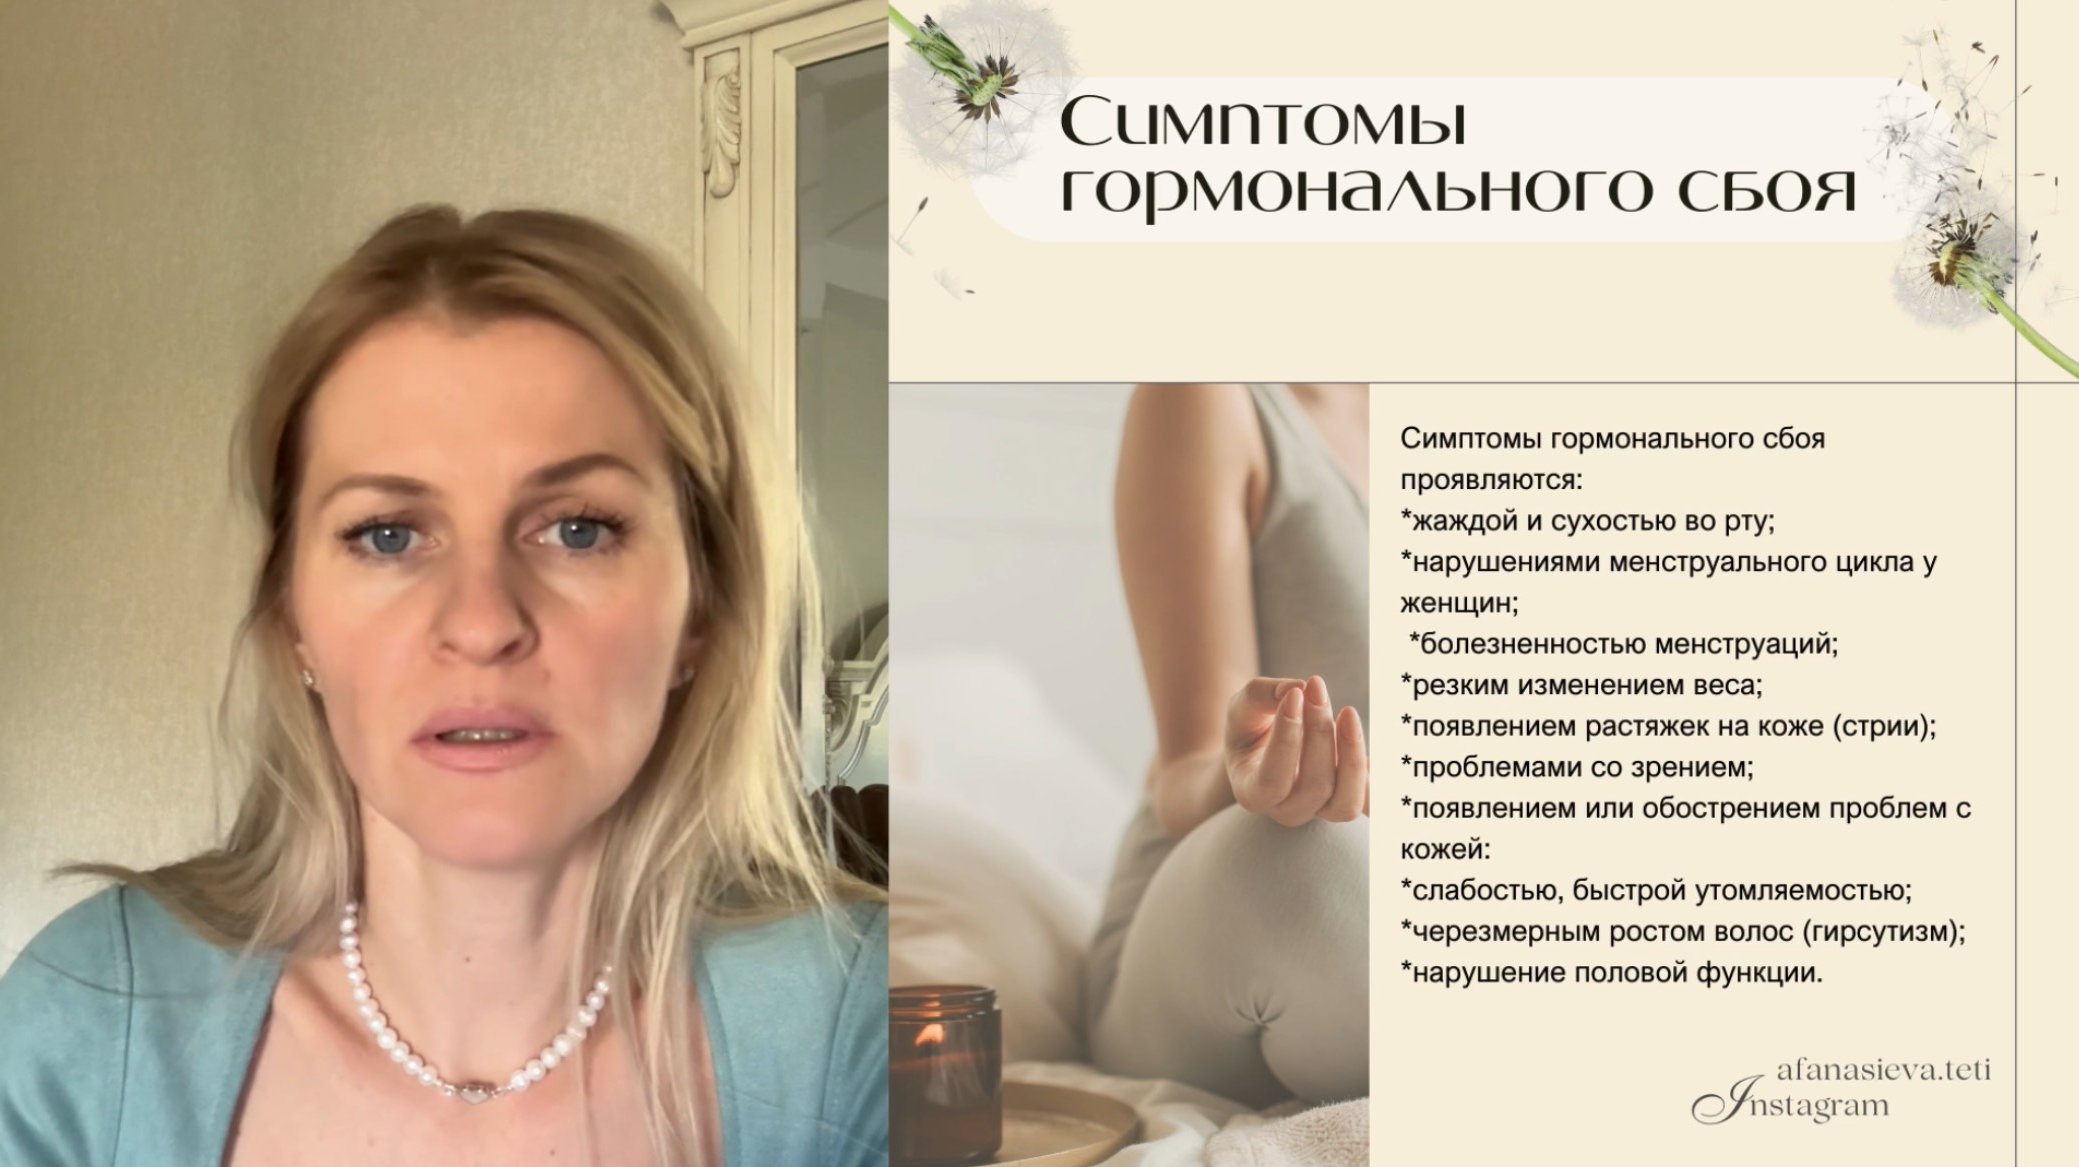 Симптомы
гормонального сбоя
Симптомы гормонального сбоя
проявляются:
*жаждой и сухостью во рту;
*нарушениями менструального цикла у
женщин;
*болезненностью менструаций;
*резким изменением веса;
*появлением растяжек на коже (стрии);
*проблемами со зрением;
*появлением или обострением проблем с
кожей:
*слабостью, быстрой утомляемостью;
*черезмерным ростом волос (гирсутизм);
*нарушение половой функции.
afanasieva.teti
Instagram